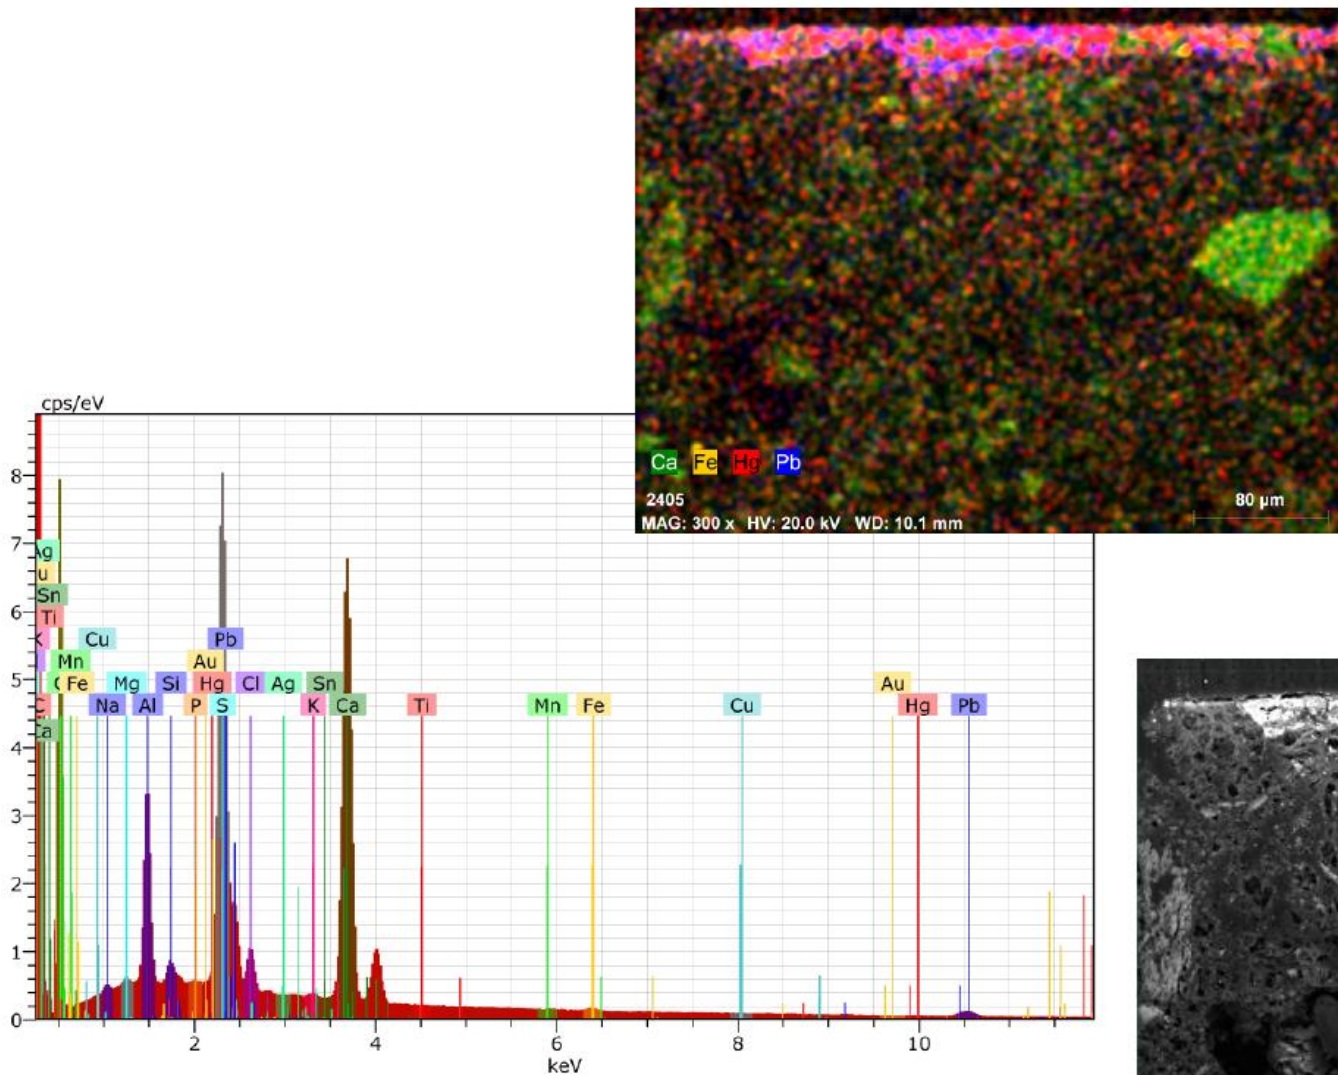 Ca Fe Hg Pb
2405
80 µm
MAG: 300 x HV: 20.0 kV WD: 10.1 mm
cps/eV
8
7
Ag
u
Sn
6
Ti
K Cu Pb
Mn Au
5
Fe Mg Si Hg Cl Ag Sn Au
C Na Al P S K Ca Ti Mn Fe Cu Hg Pb
Ca
4
3
2
1
0
2 4 6 8 10
keV